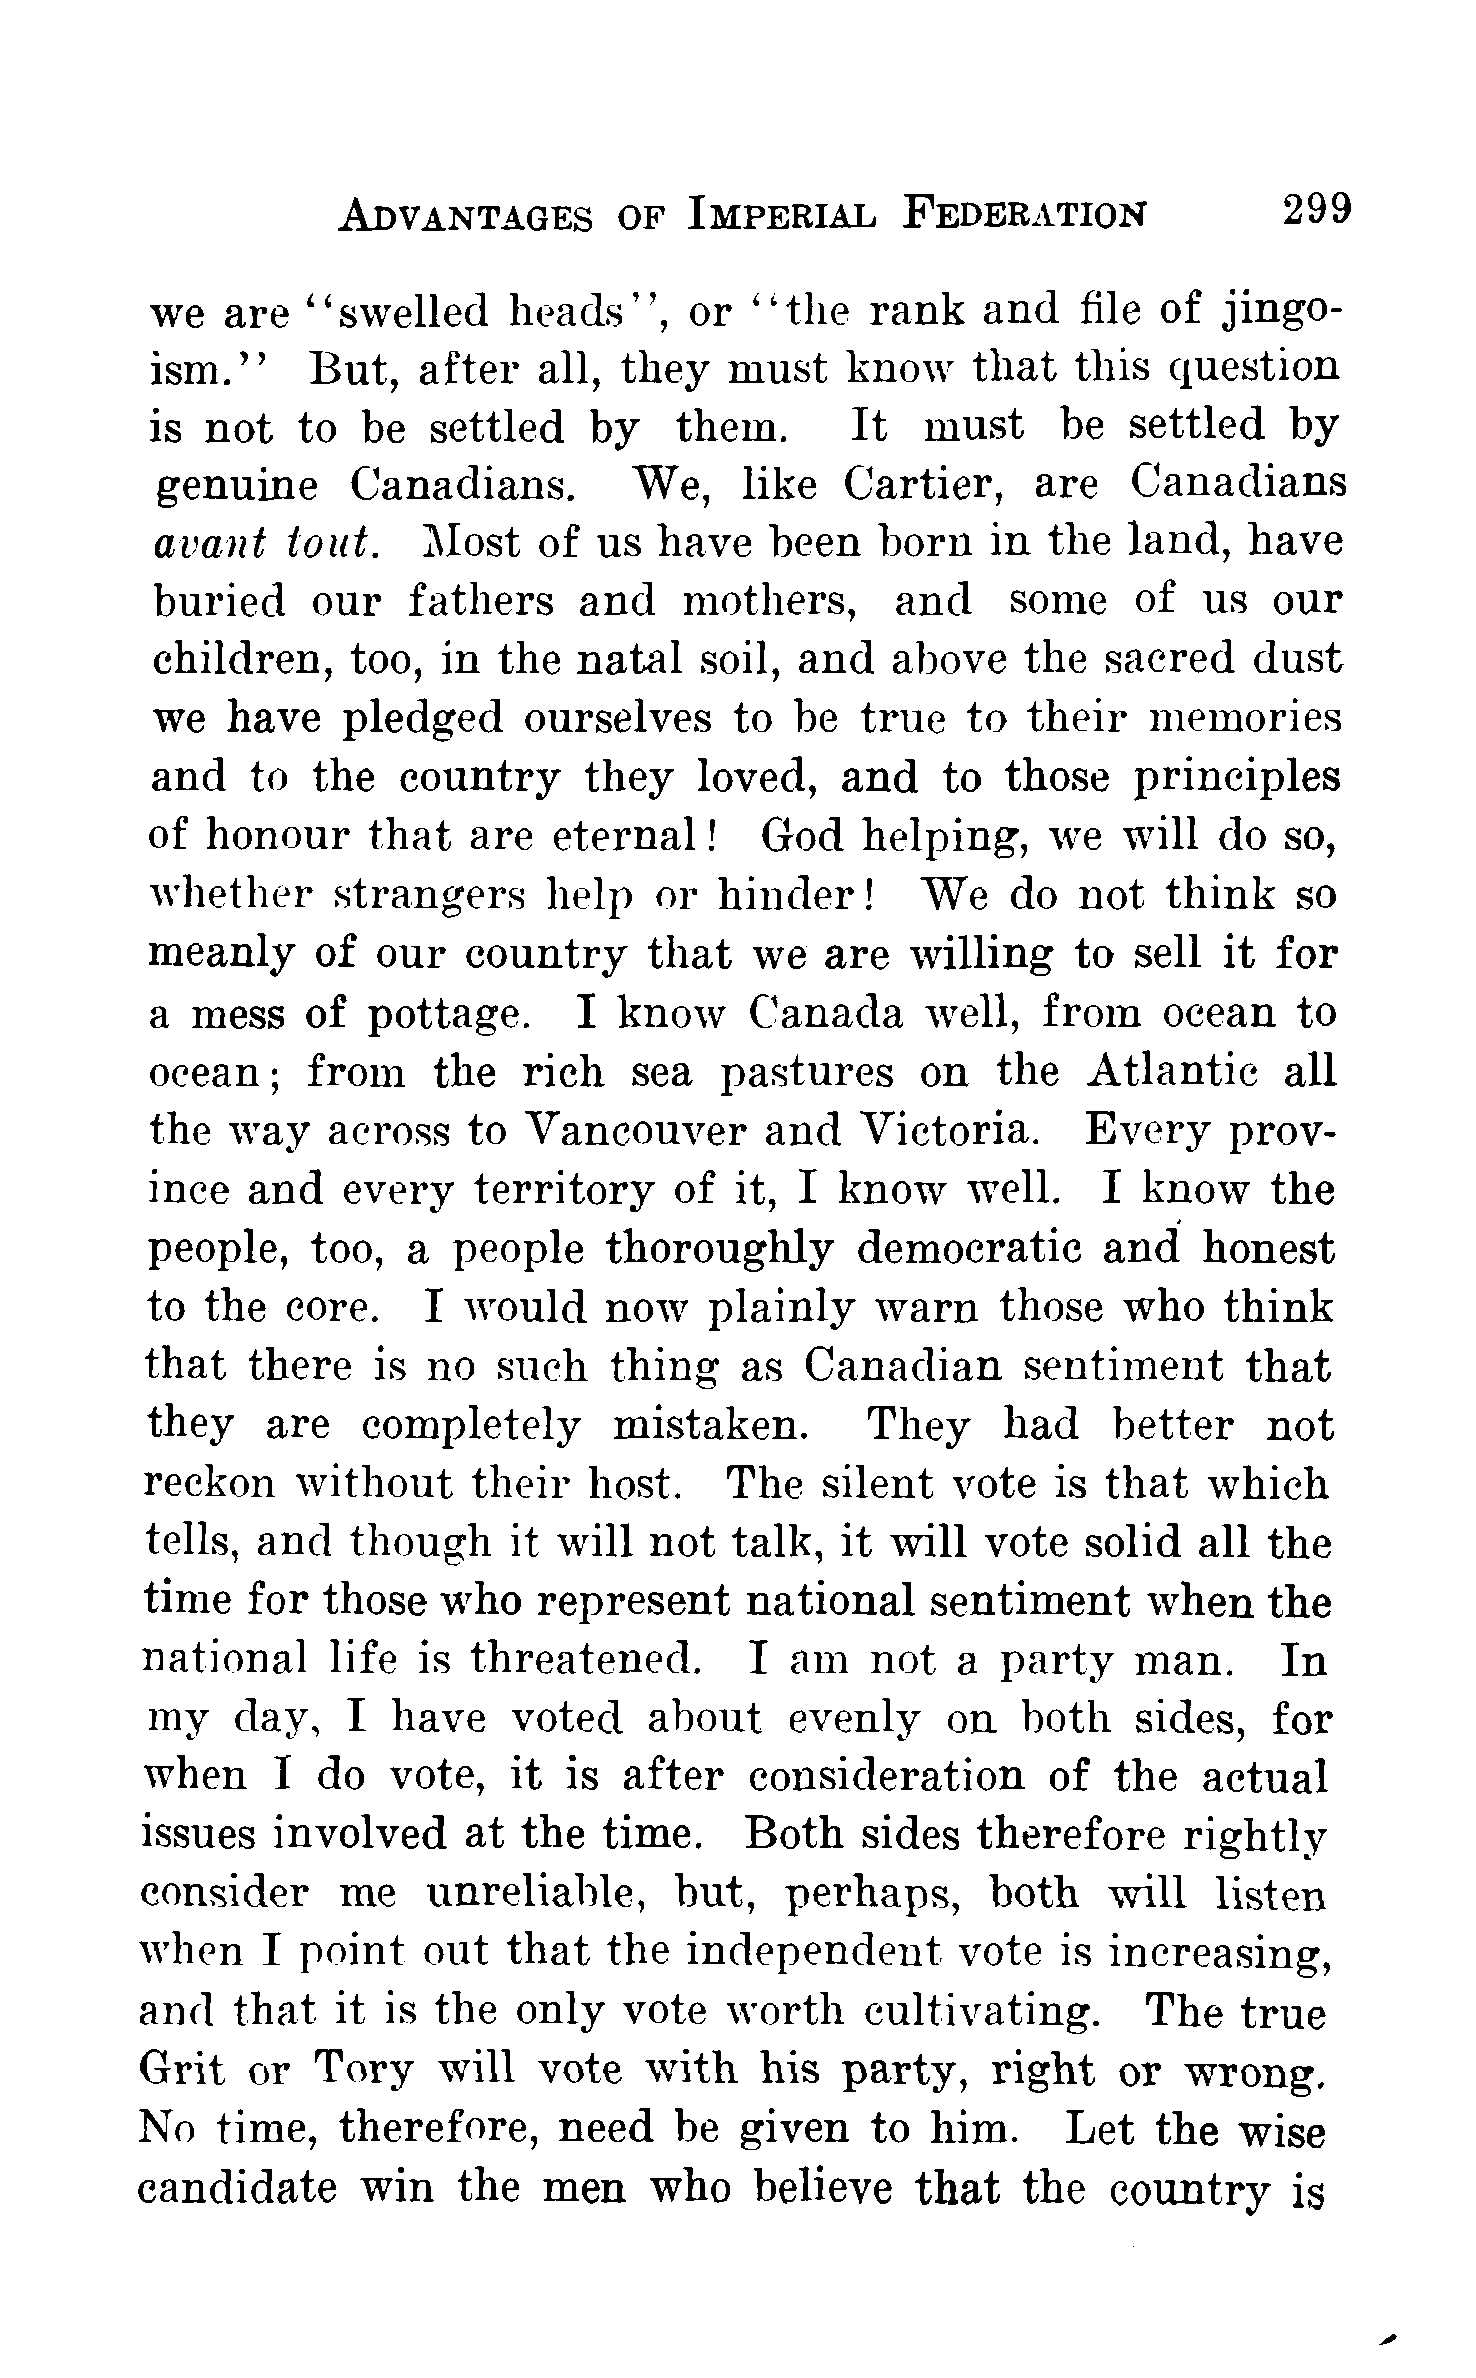 ADVANTAGES OF IMPERIAL FEDERATION 299
we are ‘‘swelled heads’’, or ‘‘the rank and file of jingo-
ism.’’ But, after all, they must know that this question
is not to be settled by them. It must be settled by
genuine Canadians. We, like Cartier, are Canadians
avant tout. Most of us have been born in the land, have
buried our fathers and mothers, and some of us our
children, too, in the natal soil, and above the sacred dust
we have pledged ourselves to be true to their memories
and to the country they loved, and to those principles
of honour that are eternal! God helping, we will do so,
whether strangers help or hinder! We do not think so
meanly of our country that we are willing to sell it for
a mess of pottage. I know Canada well, from ocean to
ocean; from the rich sea pastures on the Atlantic all
the way across to Vancouver and Victoria. Every prov-
ince and every territory of it, I know well. I know the
people, too, a people thoroughly democratic and honest
to the core. I would now plainly warn those who think
that there is no such thing as Canadian sentiment that
they are completely mistaken. They had better not
reckon without their host. The silent vote is that which
tells, and though it will not talk, it will vote solid all the
time for those who represent national sentiment when the
national life is threatened. I am not a party man. In
my day, I have voted about evenly on both sides, for
when I do vote, it is after consideration of the actual
issues involved at the time. Both sides therefore rightly
consider me unreliable, but, perhaps, both will listen
when I point out that the independent vote is increasing,
and that it is the only vote worth cultivating. The true
Grit or Tory will vote with his party, right or wrong.
No time, therefore, need be given to him. Let the wise
candidate win the men who believe that the country is